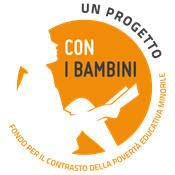 UN PROGETTO
CON
I BAMBINI
FONDO PER IL CONTRASTO DELLA POVERTÀ EDUCATIVA MINORILE